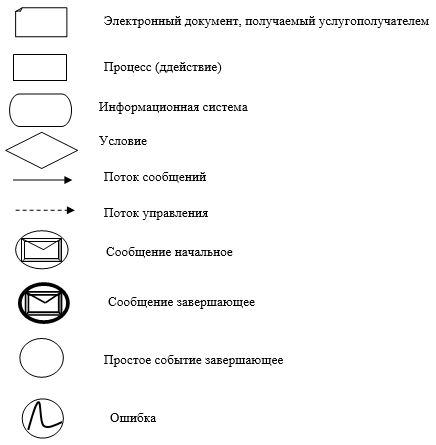 Электронный документ, получаемый услугополучателем
Процесс (ддействие)
Информационная система
Условие
Поток сообщений
Поток управления
Сообщение начальное
Сообщение завершающее
Простое событие завершающее
Ошибка